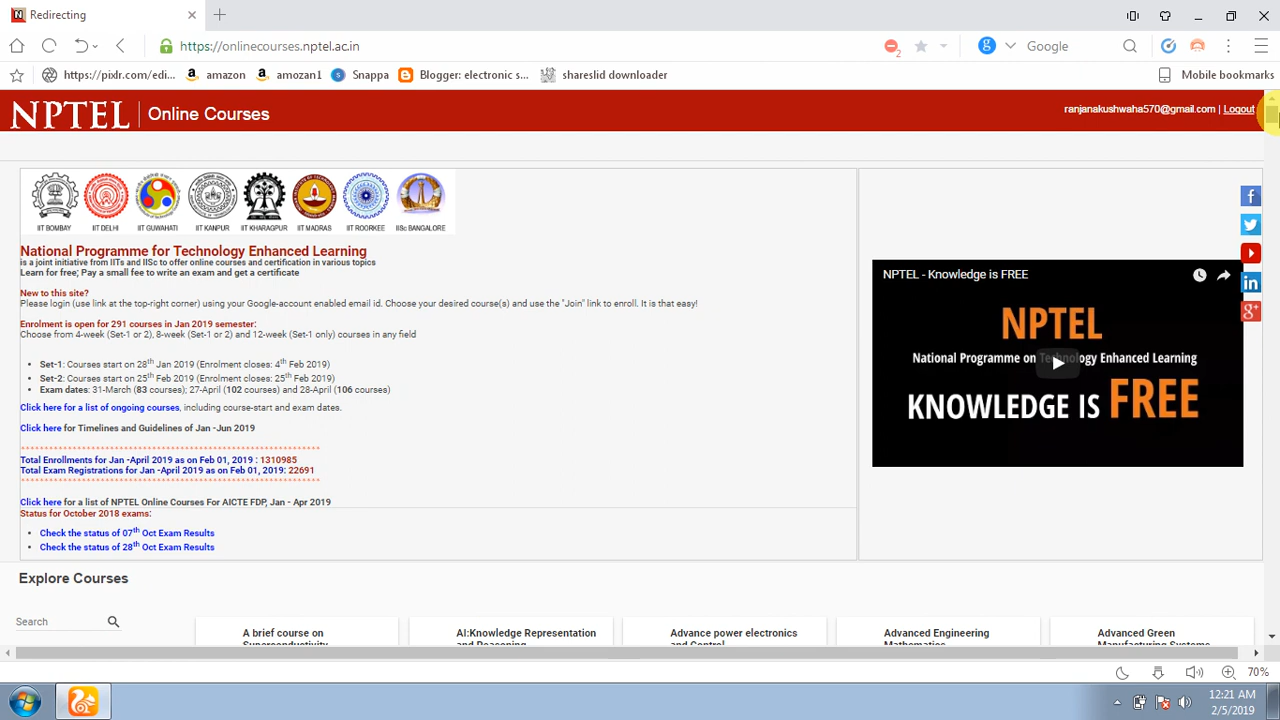 Redirecting
https://onlinecourses.nptel.ac.in
2
Google
https://pixlr.com/edi...
amazon
amozan1
Snappa
Blogger: electronic s...
shareslid downloader
Mobile bookmarks
NPTEL
Online Courses
ranjanakushwaha570@gmail.com | Logout
IIT BOMBAY
IIT DELHI
IIT GUWAHATI
IIT KANPUR
IIT KHARAGPUR
IIT MADRAS
IIT ROORKEE
IISc BANGALORE
National Programme for Technology Enhanced Learning
is a joint initiative from IITs and IISc to offer online courses and certification in various topics
Learn for free; Pay a small fee to write an exam and get a certificate
New to this site?
Please login (use link at the top-right corner) using your Google-account enabled email id. Choose your desired course(s) and use the "Join" link to enroll. It is that easy!
Enrolment is open for 291 courses in Jan 2019 semester:
Choose from 4-week (Set-1 or 2), 8-week (Set-1 or 2) and 12-week (Set-1 only) courses in any field
Set-1: Courses start on 28th Jan 2019 (Enrolment closes: 4th Feb 2019)
Set-2: Courses start on 25th Feb 2019 (Enrolment closes: 25th Feb 2019)
Exam dates: 31-March (83 courses); 27-April (102 courses) and 28-April (106 courses)
Click here for a list of ongoing courses, including course-start and exam dates.
Click here for Timelines and Guidelines of Jan -Jun 2019
Total Enrollments for Jan -April 2019 as on Feb 01, 2019 : 1310985
Total Exam Registrations for Jan -April 2019 as on Feb 01, 2019: 22691
Click here for a list of NPTEL Online Courses For AICTE FDP, Jan - Apr 2019
Status for October 2018 exams:
Check the status of 07th Oct Exam Results
Check the status of 28th Oct Exam Results
NPTEL - Knowledge is FREE
NPTEL
National Programme on Technology Enhanced Learning
KNOWLEDGE IS FREE
Explore Courses
Search
A brief course on
Superconductivity
AI:Knowledge Representation
and Reasoning
Advance power electronics
and Control
Advanced Engineering
Mathematics
Advanced Green
Manufacturing Systems
70%
12:21 AM
2/5/2019